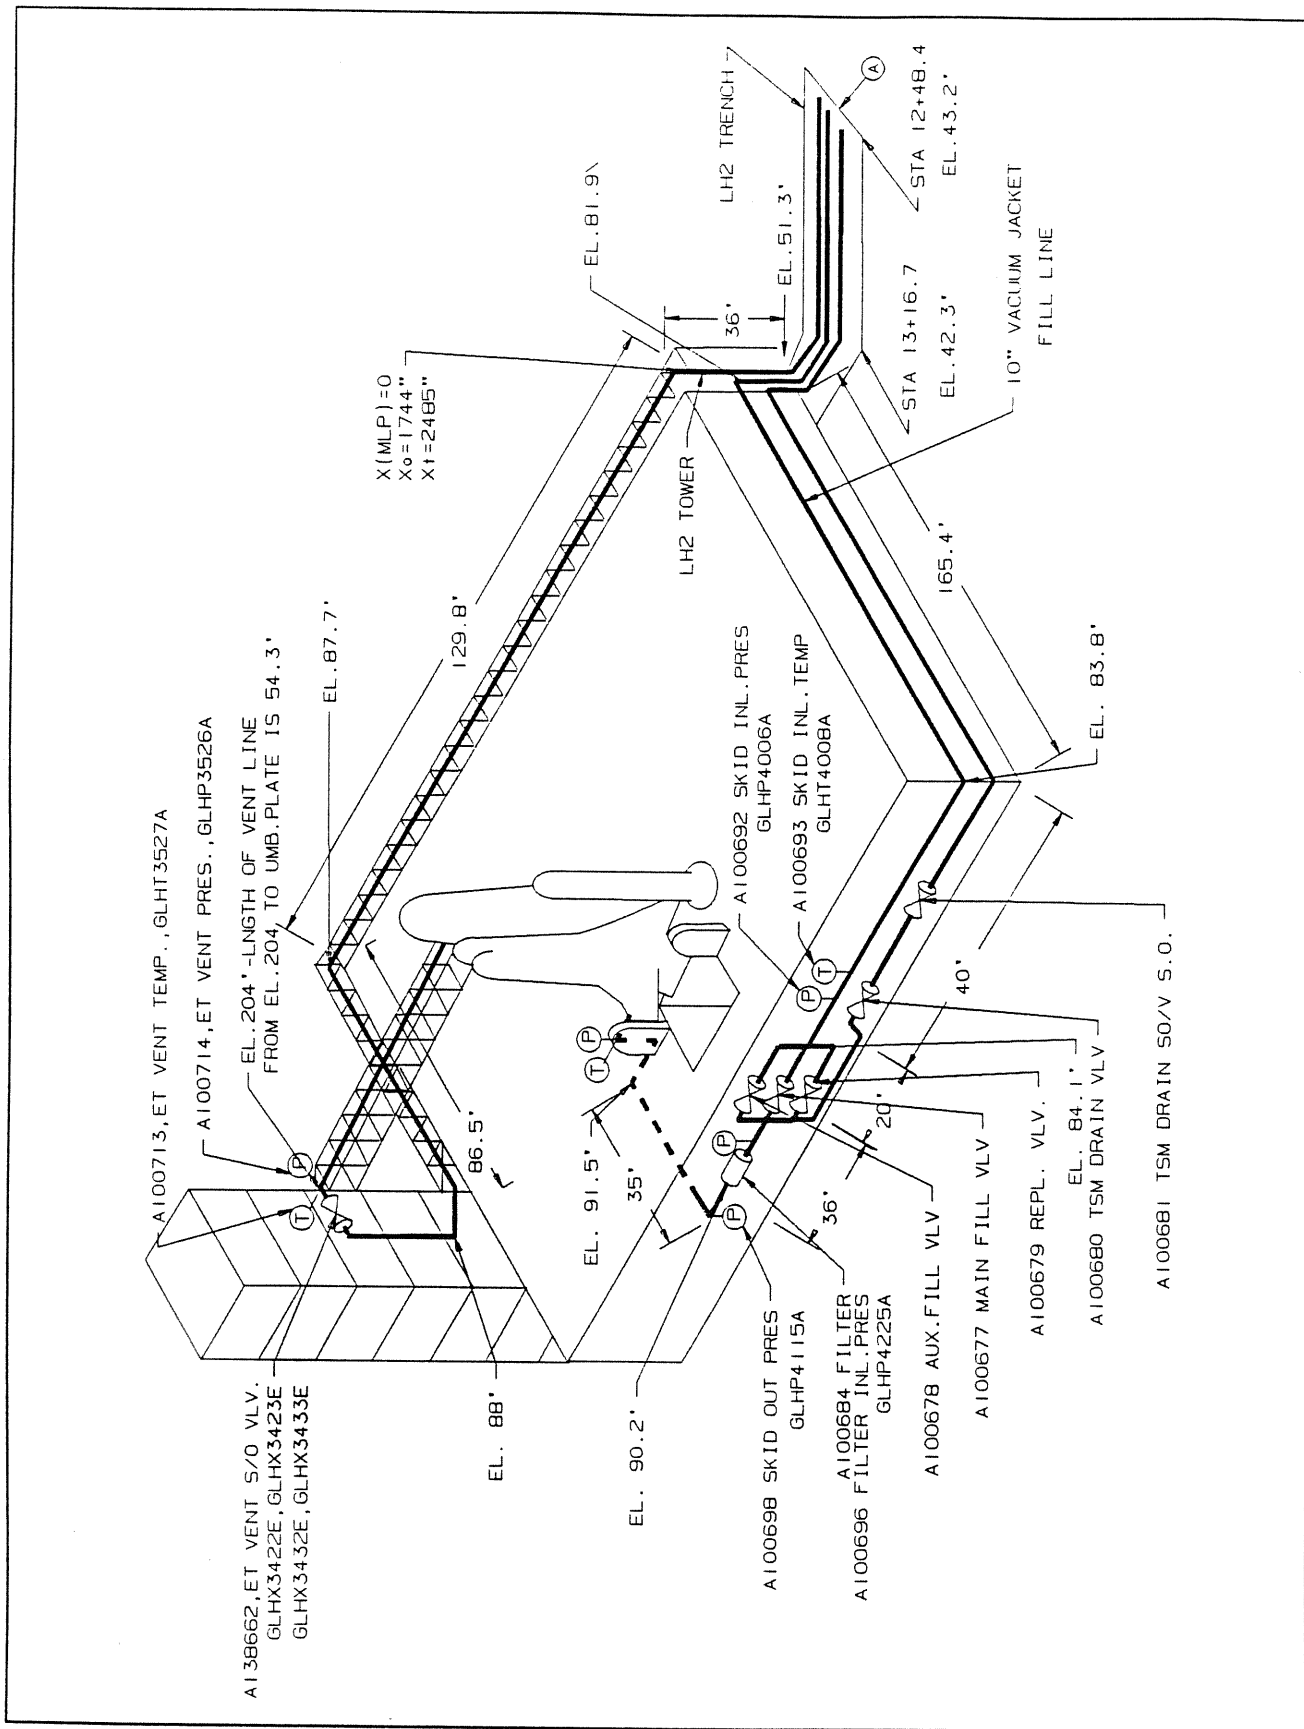 A138662,ET VENT S/O VLV.
GLHX3422E,GLHX3423E
GLHX3432E,GLHX3433E
A100713,ET VENT TEMP.,GLHT3527A
A100714,ET VENT PRES.,GLHP3526A
EL.204'-LNGTH OF VENT LINE
FROM EL.204 TO UMB.PLATE IS 54.3'
EL.87.7'
X(MLP)=0
Xo=1744"
Xt=2485"
EL.81.9\
129.8'
P
T
86.5'
EL. 88'
36'
LH2 TOWER
LH2 TRENCH
EL.51.3'
A
STA 12+48.4
EL.43.2'
STA 13+16.7
EL.42.3'
10" VACUUM JACKET
FILL LINE
165.4'
EL. 83.8'
A100692 SKID INL.PRES
GLHP4006A
A100693 SKID INL.TEMP
GLHT4008A
P
T
T
P
EL. 91.5'
35'
EL. 90.2'
P
P
36'
20'
40'
A100698 SKID OUT PRES
GLHP4115A
A100684 FILTER
A100696 FILTER INL.PRES
GLHP4225A
A100678 AUX.FILL VLV
A100677 MAIN FILL VLV
A100679 REPL. VLV.
EL. 84.1'
A100680 TSM DRAIN VLV
A100681 TSM DRAIN SO/V S.O.